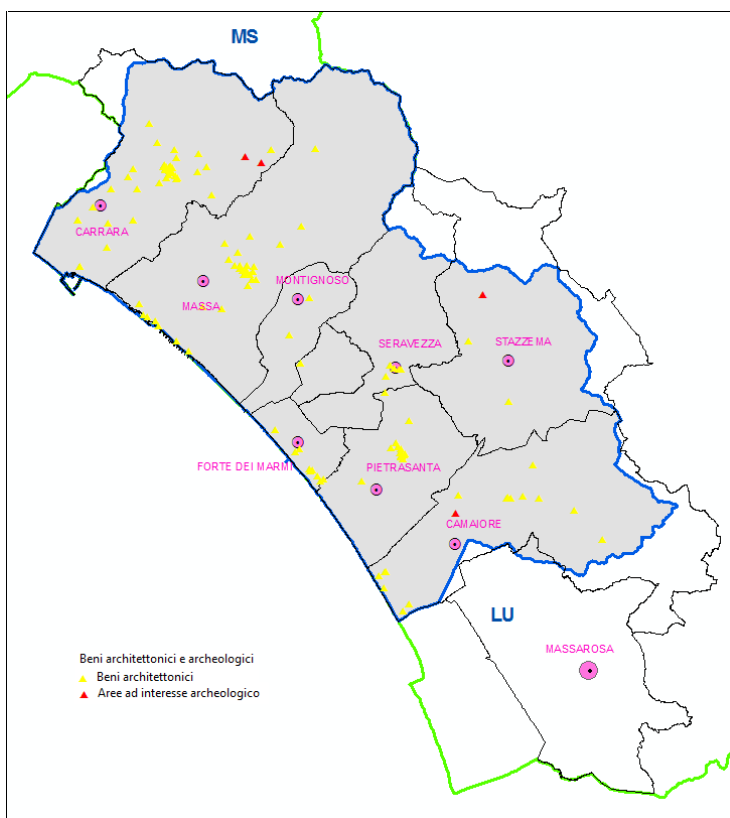 MS
CARRARA
MASSA
MONTIGNOSO
SERAVEZZA
STAZZEMA
FORTE DEI MARMI
PIETRASANTA
CAMAIORE
LU
MASSAROSA
Beni architettonici e archeologici
Beni architettonici
Aree ad interesse archeologico